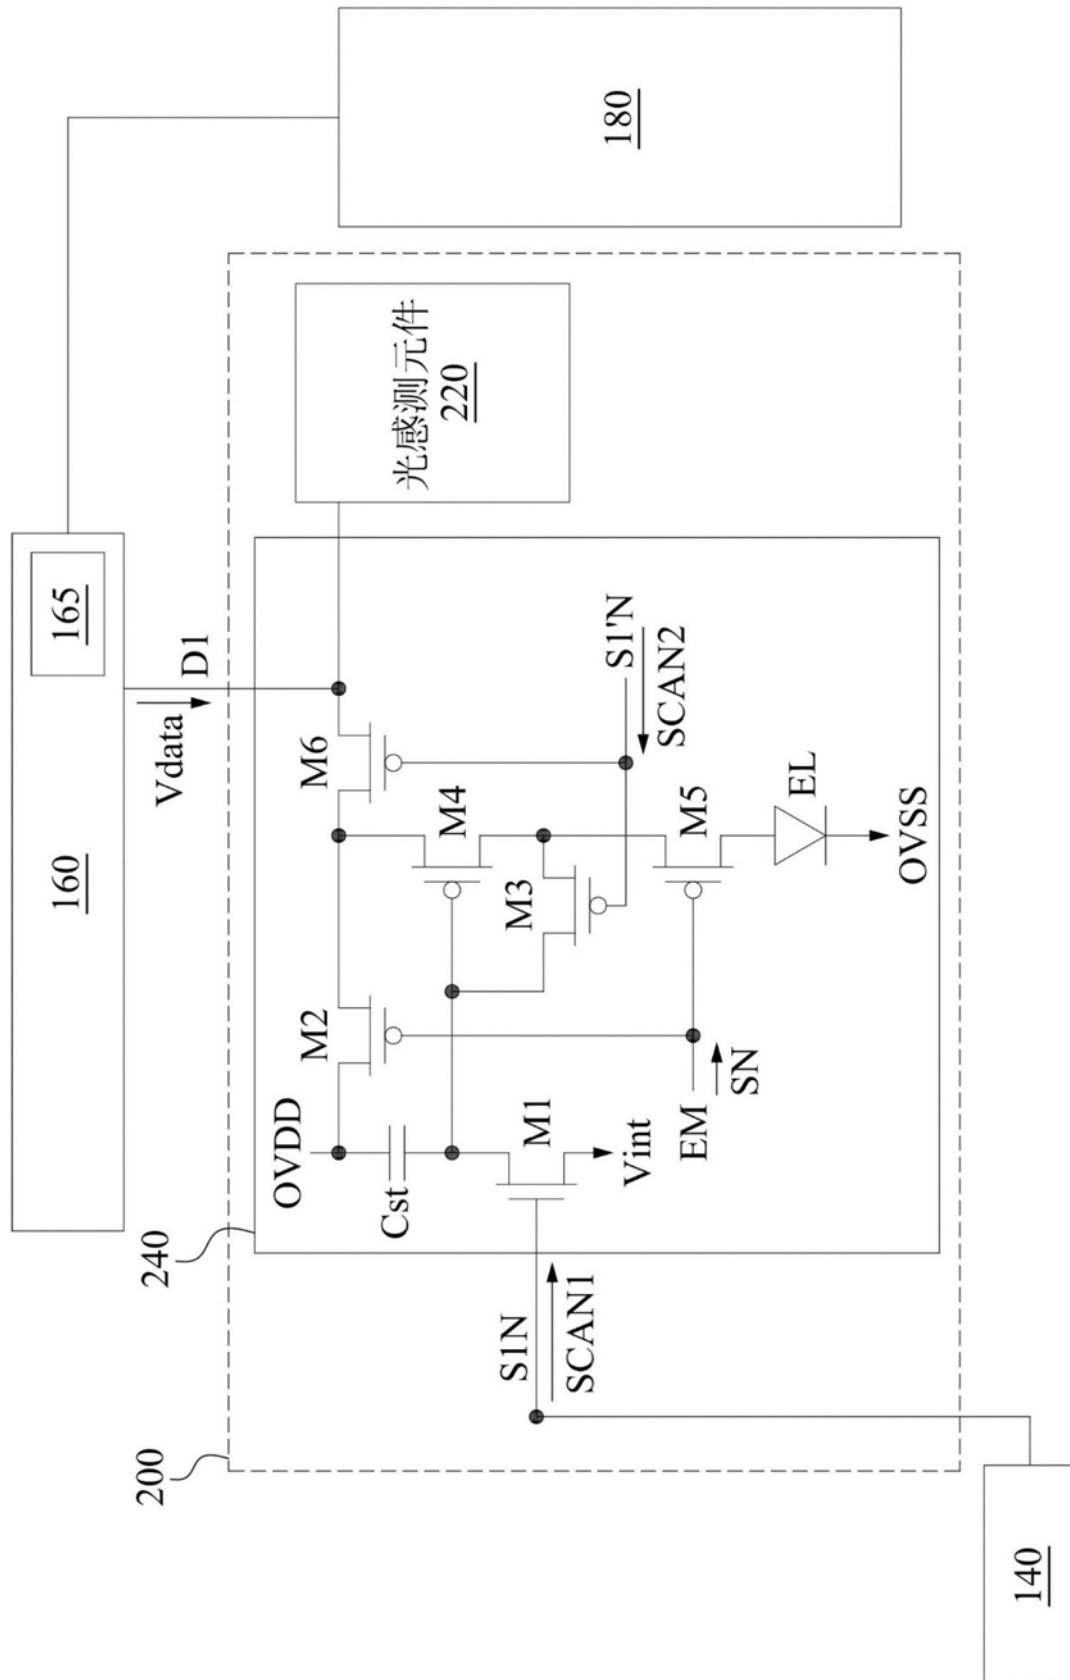 160
165
180
Vdata
D1
光感测元件
220
240
OVDD
M2
M6
Cst
M4
M3
M1
M5
Vint
EM
SN
S1'N
SCAN2
EL
OVSS
S1N
SCAN1
200
140